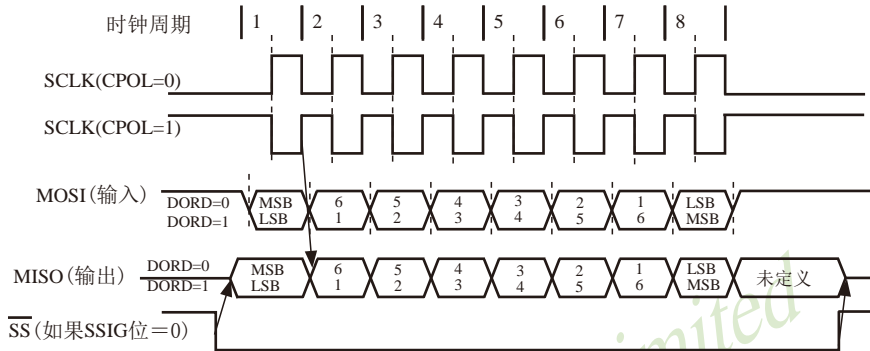 时钟周期 1 2 3 4 5 6 7 8
SCLK(CPOL=0)
SCLK(CPOL=1)
MOSI(输入)
DORD=0 MSB 6 5 4 3 2 1 LSB
DORD=1 LSB 1 2 3 4 5 6 MSB
MISO(输出)
DORD=0 MSB 6 5 4 3 2 1 LSB 未定义
DORD=1 LSB 1 2 3 4 5 6 MSB
SS(如果SSIG位=0)
imited